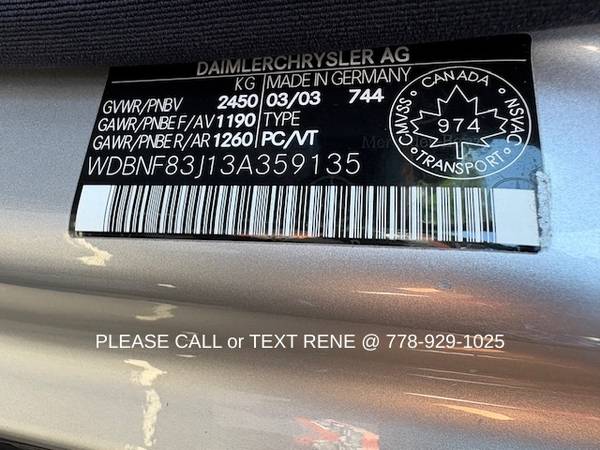 DAIMLERCHRYSLER AG
KG MADE IN GERMANY
GVWR/PNBV 2450 03/03 744
GAWR/PNBE F/AV 1190 TYPE
GAWR/PNBE R/AR 1260 PC/VT
WDBNF83J13A359135
CANADA
CMVSS 974 NSVAC
TRANSPORT
PLEASE CALL or TEXT RENE @ 778-929-1025